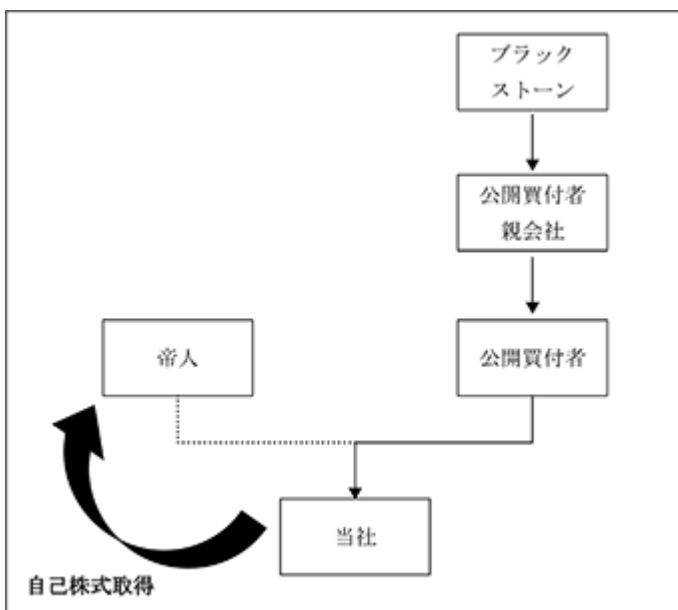 ブラック
ストーン
公開買付者
親会社
帝人
公開買付者
当社
自己株式取得